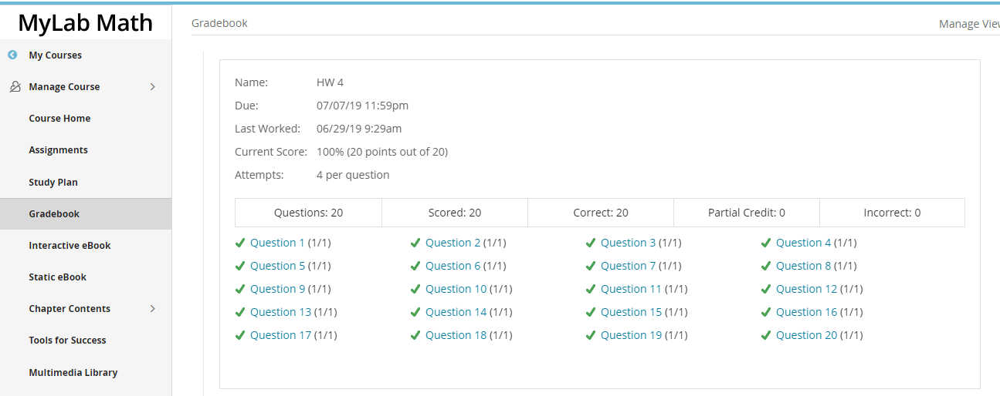 MyLab Math
My Courses
Manage Course
Course Home
Assignments
Study Plan
Gradebook
Interactive eBook
Static eBook
Chapter Contents
Tools for Success
Multimedia Library
Gradebook
Manage
Name: HW 4
Due: 07/07/19 11:59pm
Last Worked: 06/29/19 9:29am
Current Score: 100% (20 points out of 20)
Attempts: 4 per question
Questions: 20 Scored: 20 Correct: 20 Partial Credit: 0 Incorrect: 0
Question 1 (1/1) Question 2 (1/1) Question 3 (1/1) Question 4 (1/1)
Question 5 (1/1) Question 6 (1/1) Question 7 (1/1) Question 8 (1/1)
Question 9 (1/1) Question 10 (1/1) Question 11 (1/1) Question 12 (1/1)
Question 13 (1/1) Question 14 (1/1) Question 15 (1/1) Question 16 (1/1)
Question 17 (1/1) Question 18 (1/1) Question 19 (1/1) Question 20 (1/1)